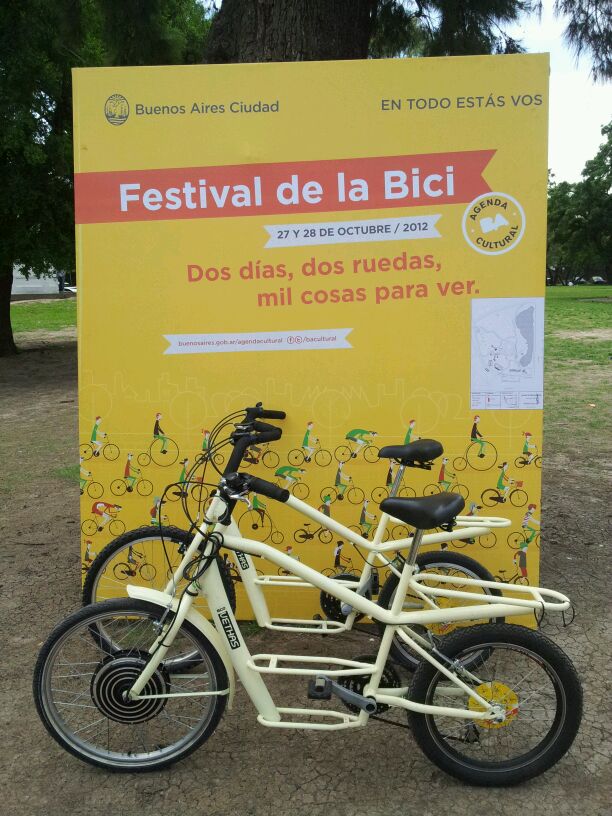 Buenos Aires Ciudad
EN TODO ESTÁS VOS
Festival de la Bici
27 Y 28 DE OCTUBRE / 2012
AGENDA
BA
CULTURAL
Dos días, dos ruedas,
mil cosas para ver.
buenosaires.gob.ar/agendacultural /bacultural